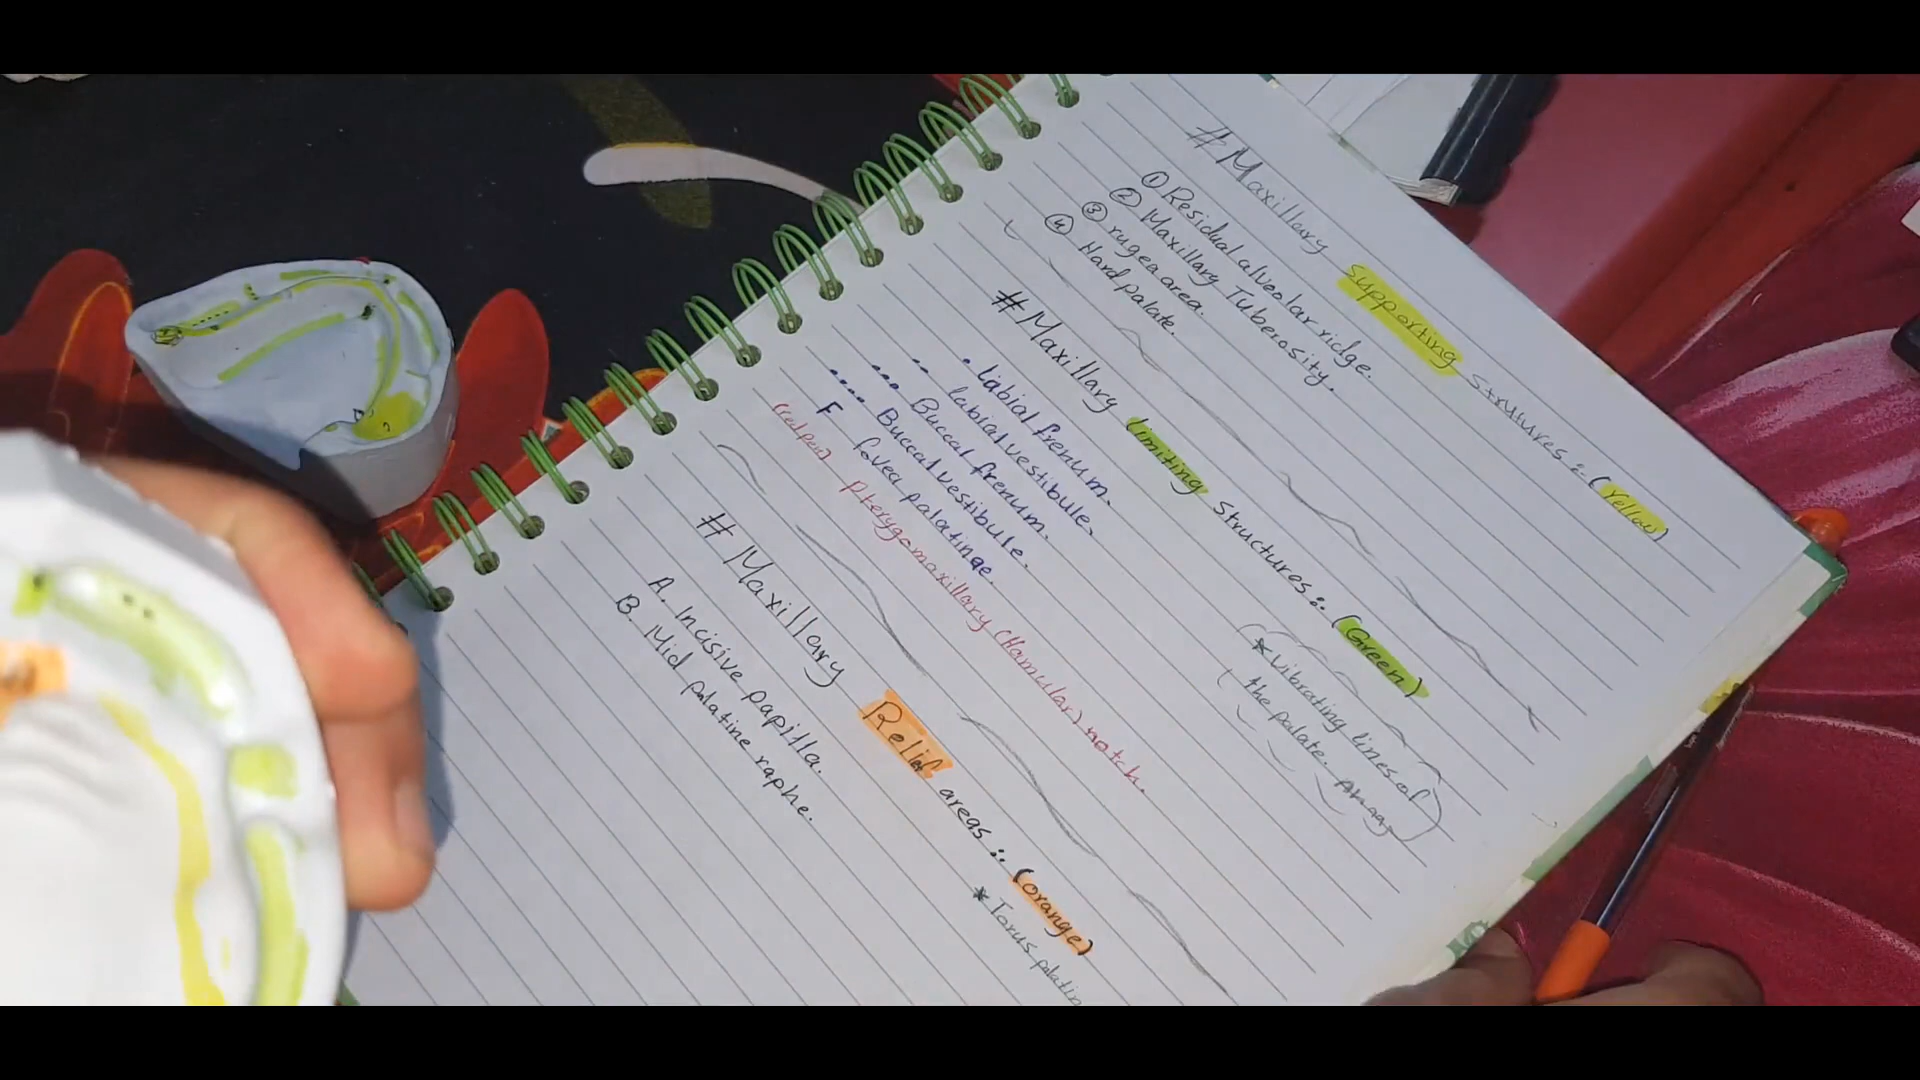 #Maxillary Supporting Strutures :. (Yellow)
① Residual alveolar ridge.
② Maxillary Tuberosity.
③ rugea area.
④ Hard palate.
#Maxillary limiting Structures :. (Green)
• Labial frenum.
•• labial vestibule.
••• Buccal frenum.
•••• Buccal vestibule.
F fovea palatinae.
(red pen) Pterygomaxillary (Hamular) notch.
* Vibrating lines of
the palate.
# Maxillary Relief areas :. (orange)
A. Incisive papilla.
B. Mid palatine raphe.
* Torus palatin